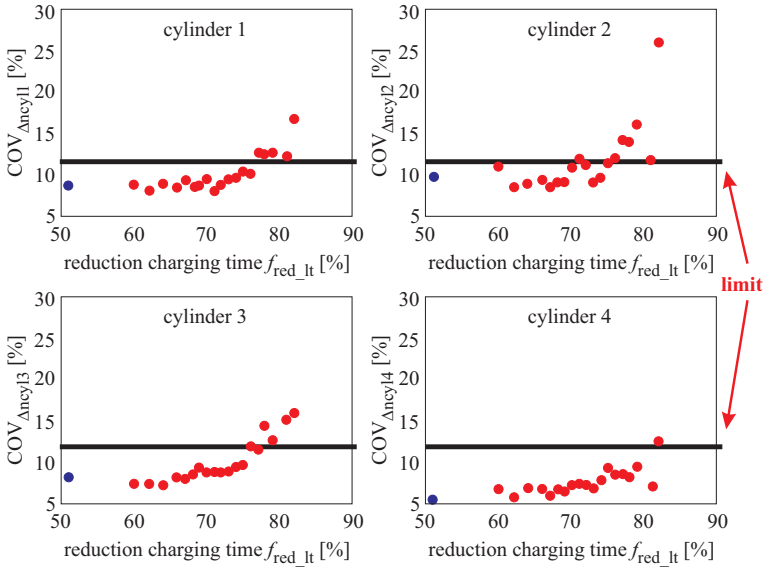 cylinder 1
COV_Δncyl1 [%]
30
25
20
15
10
5
50 60 70 80 90
reduction charging time f_red_lt [%]
cylinder 2
COV_Δncyl2 [%]
30
25
20
15
10
5
50 60 70 80 90
reduction charging time f_red_lt [%]
limit
cylinder 3
COV_Δncyl3 [%]
30
25
20
15
10
5
50 60 70 80 90
reduction charging time f_red_lt [%]
cylinder 4
COV_Δncyl4 [%]
30
25
20
15
10
5
50 60 70 80 90
reduction charging time f_red_lt [%]